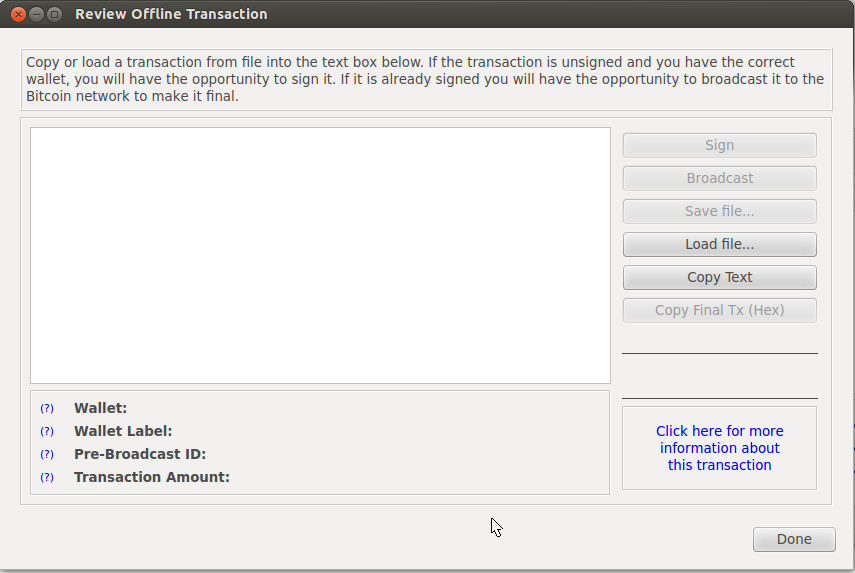 Review Offline Transaction
Copy or load a transaction from file into the text box below. If the transaction is unsigned and you have the correct
wallet, you will have the opportunity to sign it. If it is already signed you will have the opportunity to broadcast it to the
Bitcoin network to make it final.
Sign
Broadcast
Save file...
Load file...
Copy Text
Copy Final Tx (Hex)
(?) Wallet:
(?) Wallet Label:
(?) Pre-Broadcast ID:
(?) Transaction Amount:
Click here for more
information about
this transaction
Done